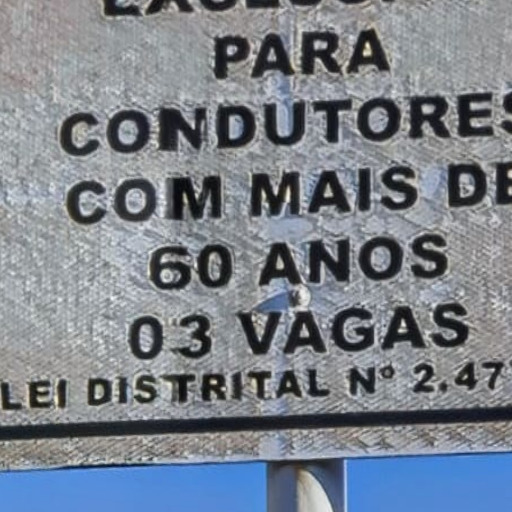 PARA
CONDUTORES
COM MAIS DE
60 ANOS
03 VAGAS
LEI DISTRITAL Nº 2.47